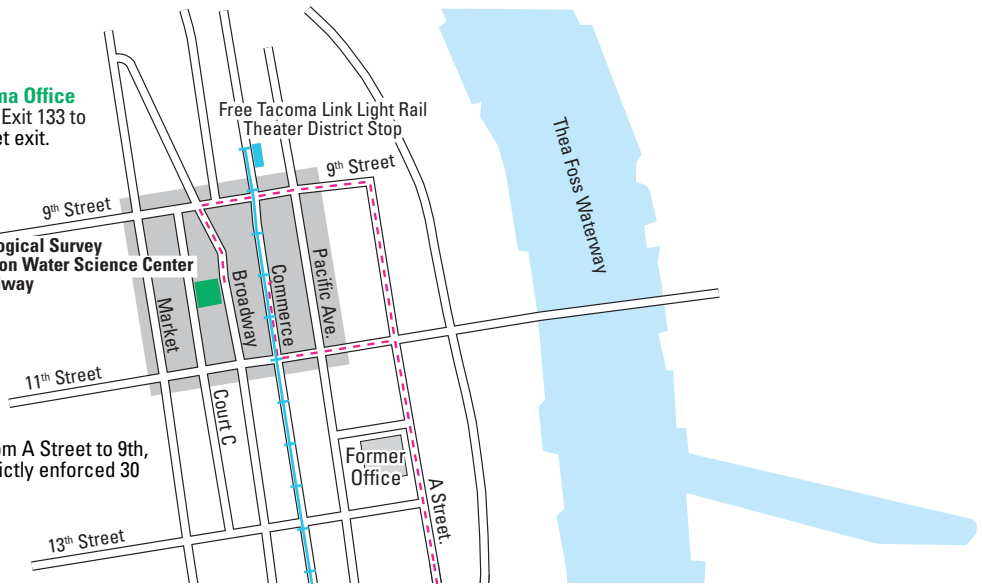 ma Office
Exit 133 to
et exit.
Free Tacoma Link Light Rail
Theater District Stop
9th Street
9th Street
ogical Survey
on Water Science Center
dway
Market
Broadway
Commerce
Pacific Ave.
Thea Foss Waterway
11th Street
Court C
om A Street to 9th,
ictly enforced 30
Former
Office
A Street.
13th Street